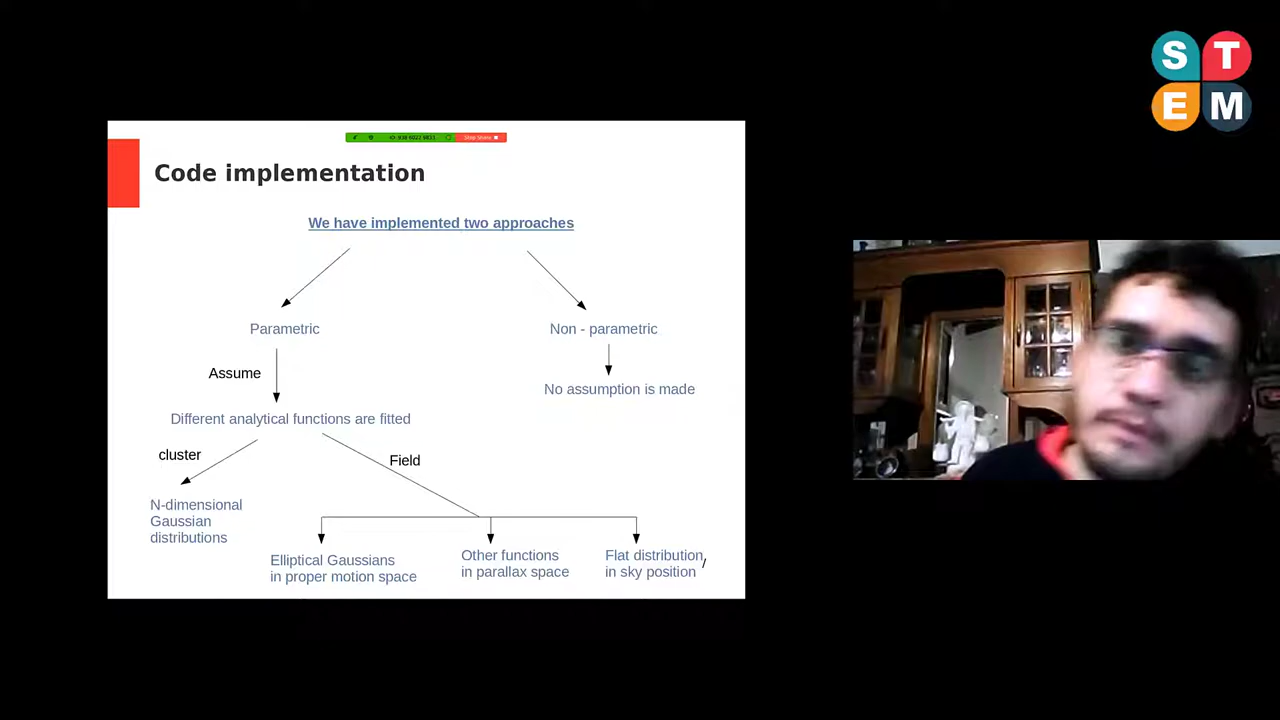 S T
E M
Stop Share
Code implementation
We have implemented two approaches
Parametric
Non - parametric
Assume
No assumption is made
Different analytical functions are fitted
cluster
Field
N-dimensional
Gaussian
distributions
Elliptical Gaussians
in proper motion space
Other functions
in parallax space
Flat distribution
in sky position /